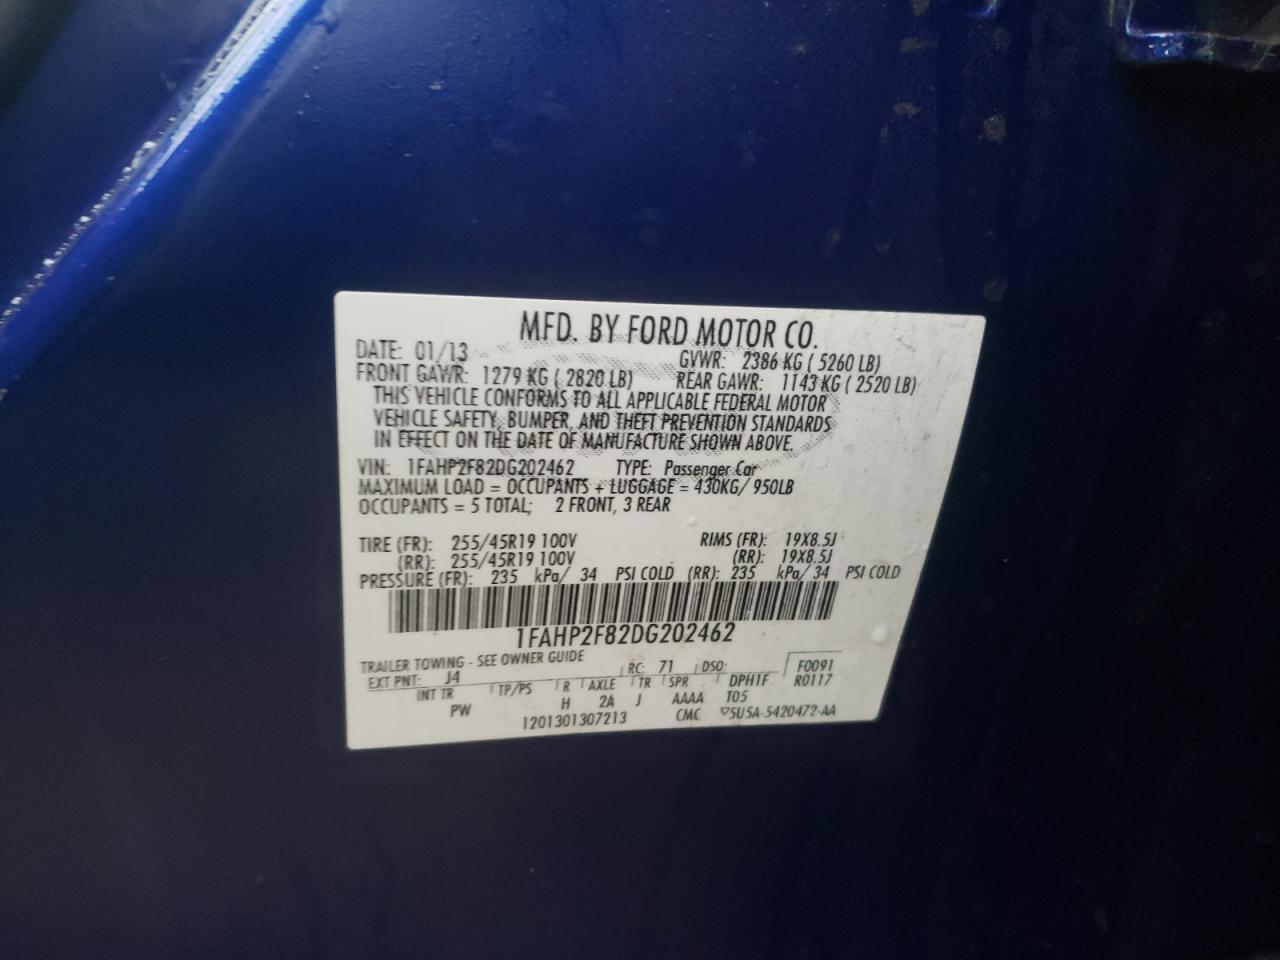 MFD. BY FORD MOTOR CO.
DATE: 01/13 GVWR: 2386 KG ( 5260 LB)
FRONT GAWR: 1279 KG ( 2820 LB) REAR GAWR: 1143 KG ( 2520 LB)
THIS VEHICLE CONFORMS TO ALL APPLICABLE FEDERAL MOTOR
VEHICLE SAFETY, BUMPER, AND THEFT PREVENTION STANDARDS
IN EFFECT ON THE DATE OF MANUFACTURE SHOWN ABOVE.
VIN: 1FAHP2F82DG202462 TYPE: Passenger Car
MAXIMUM LOAD = OCCUPANTS + LUGGAGE = 430KG/ 950LB
OCCUPANTS = 5 TOTAL; 2 FRONT, 3 REAR
TIRE (FR): 255/45R19 100V RIMS (FR): 19X8.5J
(RR): 255/45R19 100V (RR): 19X8.5J
PRESSURE (FR): 235 kPa/ 34 PSI COLD (RR): 235 kPa/ 34 PSI COLD
1FAHP2F82DG202462
TRAILER TOWING - SEE OWNER GUIDE
EXT PNT: J4 RC: 71 DSO: F0091
INT TR TP/PS R AXLE TR SPR DPH1F R0117
PW H 2A J AAAA T05
1201301307213 CMC 5U5A-5420472-AA